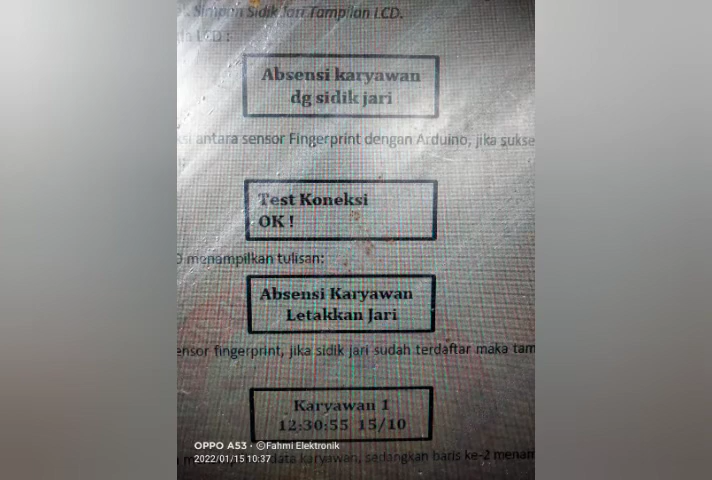 Simpan Sidik Jari Tampilan LCD.
LCD :
Absensi karyawan
dg sidik jari
antara sensor Fingerprint dengan Arduino, jika sukse
Test Koneksi
OK !
menampilkan tulisan:
Absensi Karyawan
Letakkan Jari
ensor fingerprint, jika sidik jari sudah terdaftar maka tam
Karyawan 1
12:30:55 15/10
OPPO A53 · ©Fahmi Elektronik
2022/01/15 10:37
data karyawan, sedangkan baris ke-2 menam